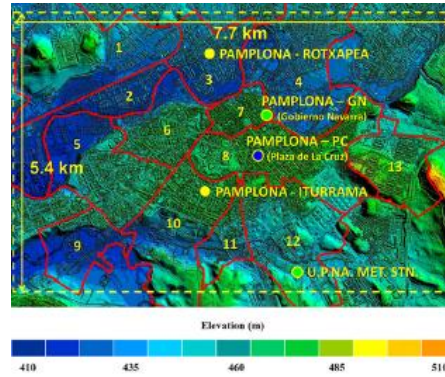 7.7 km
1
PAMPLONA - ROTXAPEA
3
4
2
PAMPLONA – GN
(Gobierno Navarra)
7
6
5
PAMPLONA – PC
(Plaza de La Cruz)
8
13
5.4 km
PAMPLONA - ITURRAMA
10
9
11
12
U.P.NA. MET. STN.
Elevation (m)
410
435
460
485